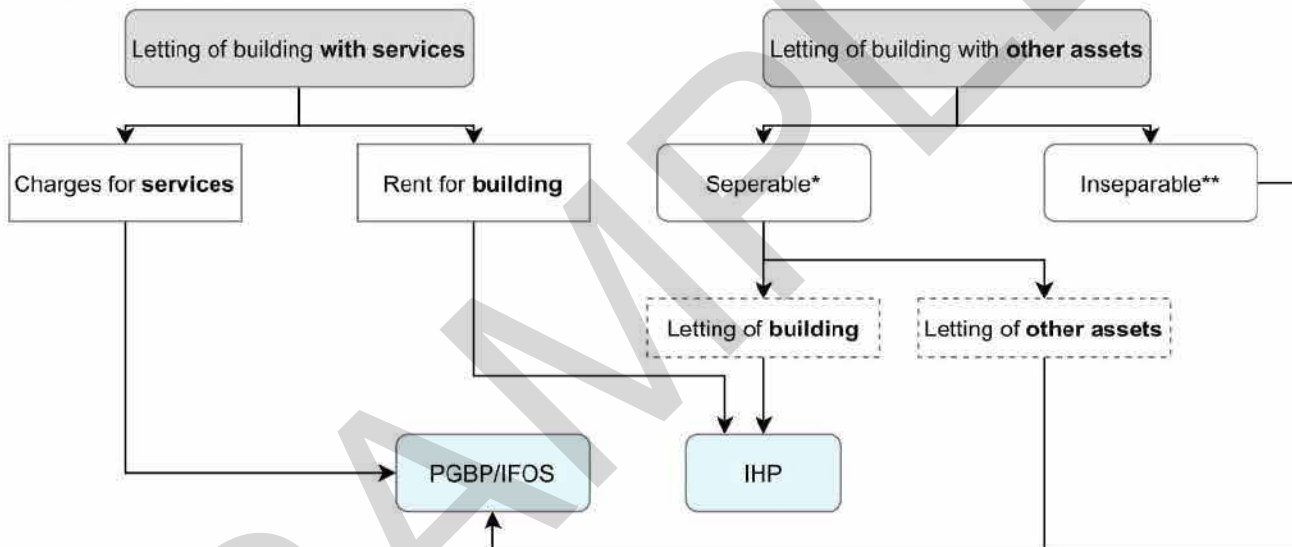 Letting of building with services
Letting of building with other assets
Charges for services
Rent for building
Seperable*
Inseparable**
Letting of building
Letting of other assets
PGBP/IFOS
IHP
SAMPLE